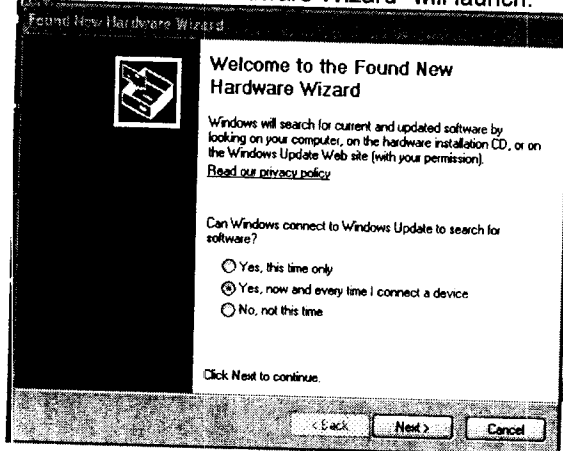 Wizard" will launch.
Found New Hardware Wizard
Welcome to the Found New
Hardware Wizard
Windows will search for current and updated software by
looking on your computer, on the hardware installation CD, or on
the Windows Update Web site (with your permission).
Read our privacy policy
Can Windows connect to Windows Update to search for
software?
Yes, this time only
Yes, now and every time I connect a device
No, not this time
Click Next to continue.
< Back
Next >
Cancel